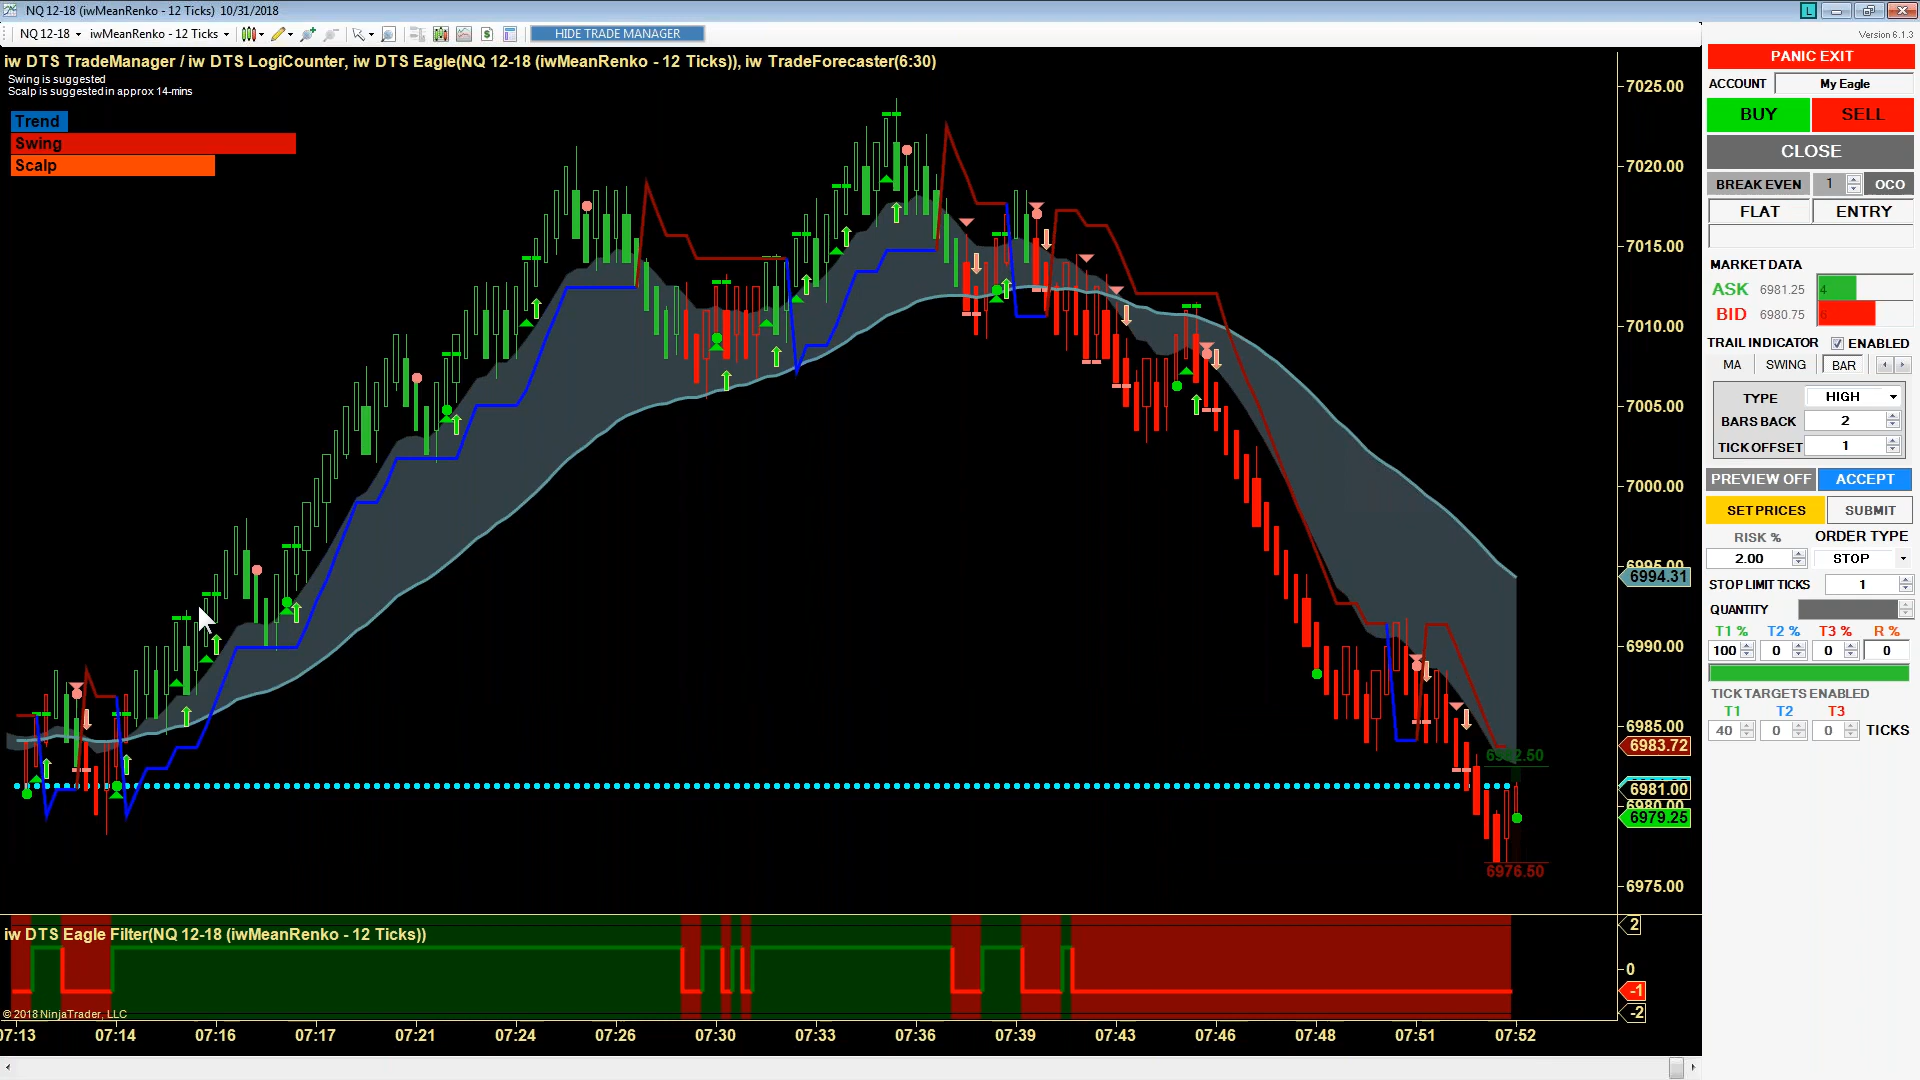 NQ 12-18 (iwMeanRenko - 12 Ticks)  10/31/2018
L
NQ 12-18 iwMeanRenko - 12 Ticks HIDE TRADE MANAGER
Version 6.1.3
iw DTS TradeManager / iw DTS LogiCounter, iw DTS Eagle(NQ 12-18 (iwMeanRenko - 12 Ticks)), iw TradeForecaster(6:30)
Swing is suggested
Scalp is suggested in approx 14-mins
Trend
Swing
Scalp
7025.00
7020.00
7015.00
7010.00
7005.00
7000.00
6995.00
6994.31
6990.00
6985.00
6983.72
6981.00
6980.00
6979.25
6975.00
6976.50
PANIC EXIT
ACCOUNT My Eagle
BUY SELL
CLOSE
BREAK EVEN 1 OCO
FLAT ENTRY
MARKET DATA
ASK 6981.25 4
BID 6980.75 6
TRAIL INDICATOR ENABLED
MA SWING BAR
TYPE HIGH
BARS BACK 2
TICK OFFSET 1
PREVIEW OFF ACCEPT
SET PRICES SUBMIT
RISK % ORDER TYPE
2.00 STOP
STOP LIMIT TICKS 1
QUANTITY
T1 % T2 % T3 % R %
100 0 0 0
TICK TARGETS ENABLED
T1 T2 T3
40 0 0 TICKS
iw DTS Eagle Filter(NQ 12-18 (iwMeanRenko - 12 Ticks))
2
0
-1
-2
© 2018 NinjaTrader, LLC
07:13 07:14 07:16 07:17 07:21 07:24 07:26 07:30 07:33 07:36 07:39 07:43 07:46 07:48 07:51 07:52